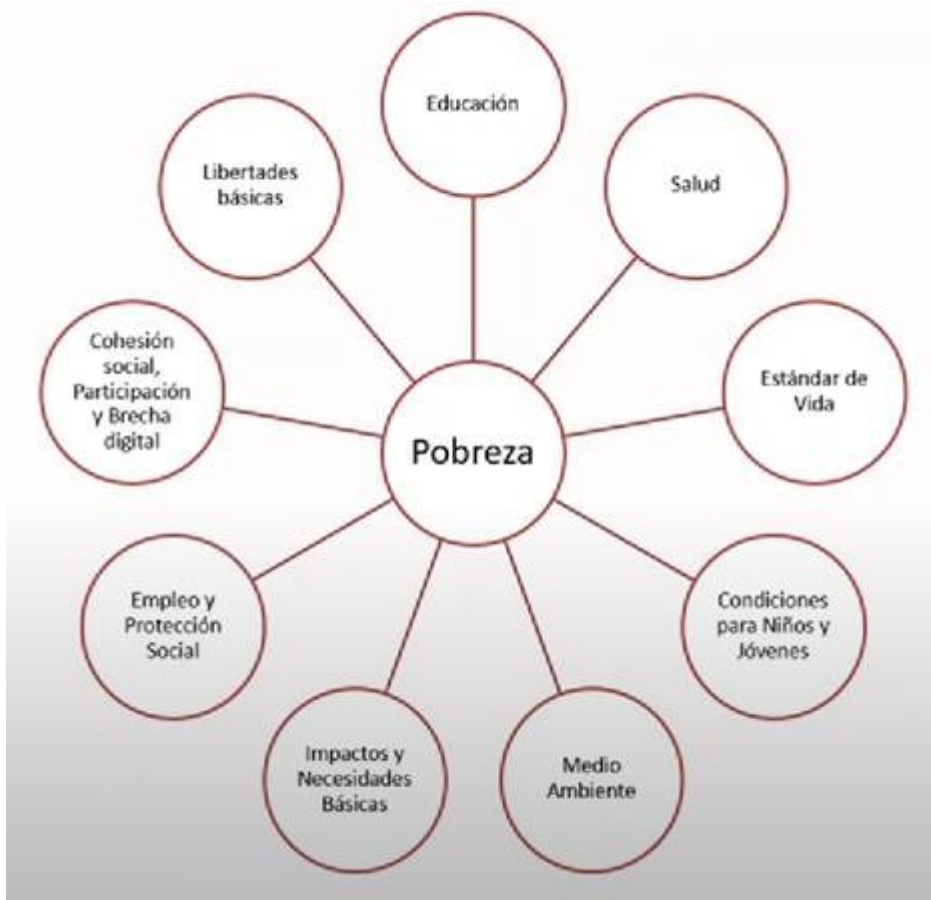 Educación
Salud
Estándar de
Vida
Condiciones
para Niños y
Jóvenes
Medio
Ambiente
Impactos y
Necesidades
Básicas
Empleo y
Protección
Social
Cohesión
social,
Participación
y Brecha
digital
Libertades
básicas
Pobreza